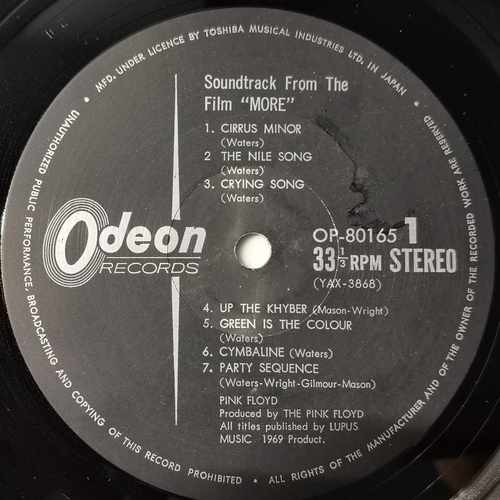 • MFD. UNDER LICENCE BY TOSHIBA MUSICAL INDUSTRIES LTD. IN JAPAN •
UNAUTHORIZED PUBLIC PERFORMANCE, BROADCASTING AND COPYING OF THIS RECORD PROHIBITED • ALL RIGHTS OF THE MANUFACTURER AND OF THE OWNER OF THE RECORDED WORK ARE RESERVED
Soundtrack From The
Film "MORE"
1. CIRRUS MINOR
(Waters)
2 THE NILE SONG
(Waters)
3. CRYING SONG
(Waters)
Odeon
RECORDS
OP-80165 1
33 1/3 RPM STEREO
(YAX-3868)
4. UP THE KHYBER (Mason-Wright)
5. GREEN IS THE COLOUR
(Waters)
6. CYMBALINE (Waters)
7. PARTY SEQUENCE
(Waters-Wright-Gilmour-Mason)
PINK FLOYD
Produced by THE PINK FLOYD
All titles published by LUPUS
MUSIC 1969 Product.